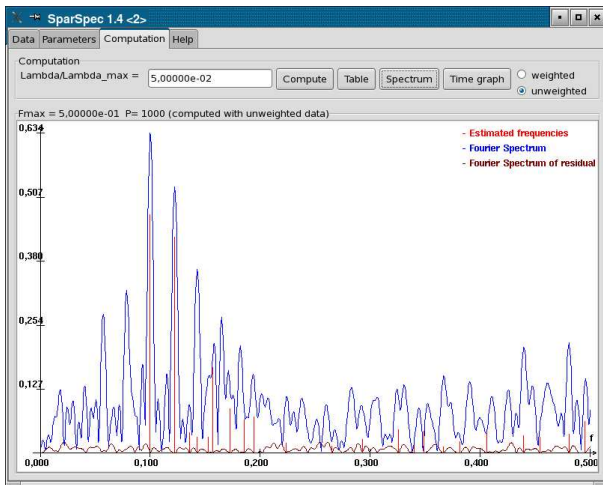 SparSpec 1.4 <2>
Data Parameters Computation Help
Computation
Lambda/Lambda_max = 5,00000e-02 Compute Table Spectrum Time graph weighted
unweighted
Fmax = 5,00000e-01 P= 1000 (computed with unweighted data)
0,634
- Estimated frequencies
- Fourier Spectrum
- Fourier Spectrum of residual
0,507
0,380
0,254
0,127
f
0,000 0,100 0,200 0,300 0,400 0,500